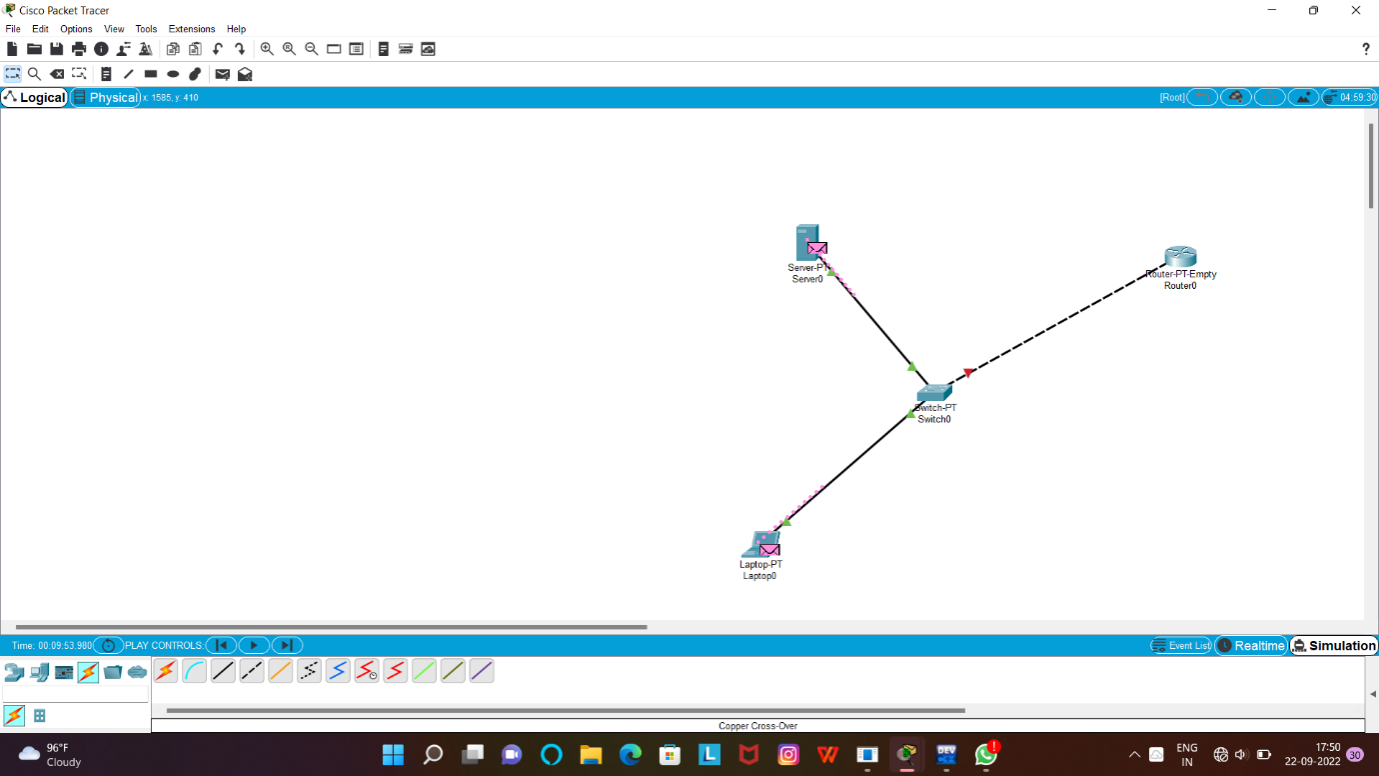 Cisco Packet Tracer
File Edit Options View Tools Extensions Help
?
Logical Physical x: 1585, y: 410 [Root] 04:59:30
Server-PT
Server0
Router-PT-Empty
Router0
Switch-PT
Switch0
Laptop-PT
Laptop0
Time: 00:09:53.980 PLAY CONTROLS: Event List Realtime Simulation
Copper Cross-Over
96°F
Cloudy
L
W
DEV
C++
!
ENG
IN
17:50
22-09-2022
30